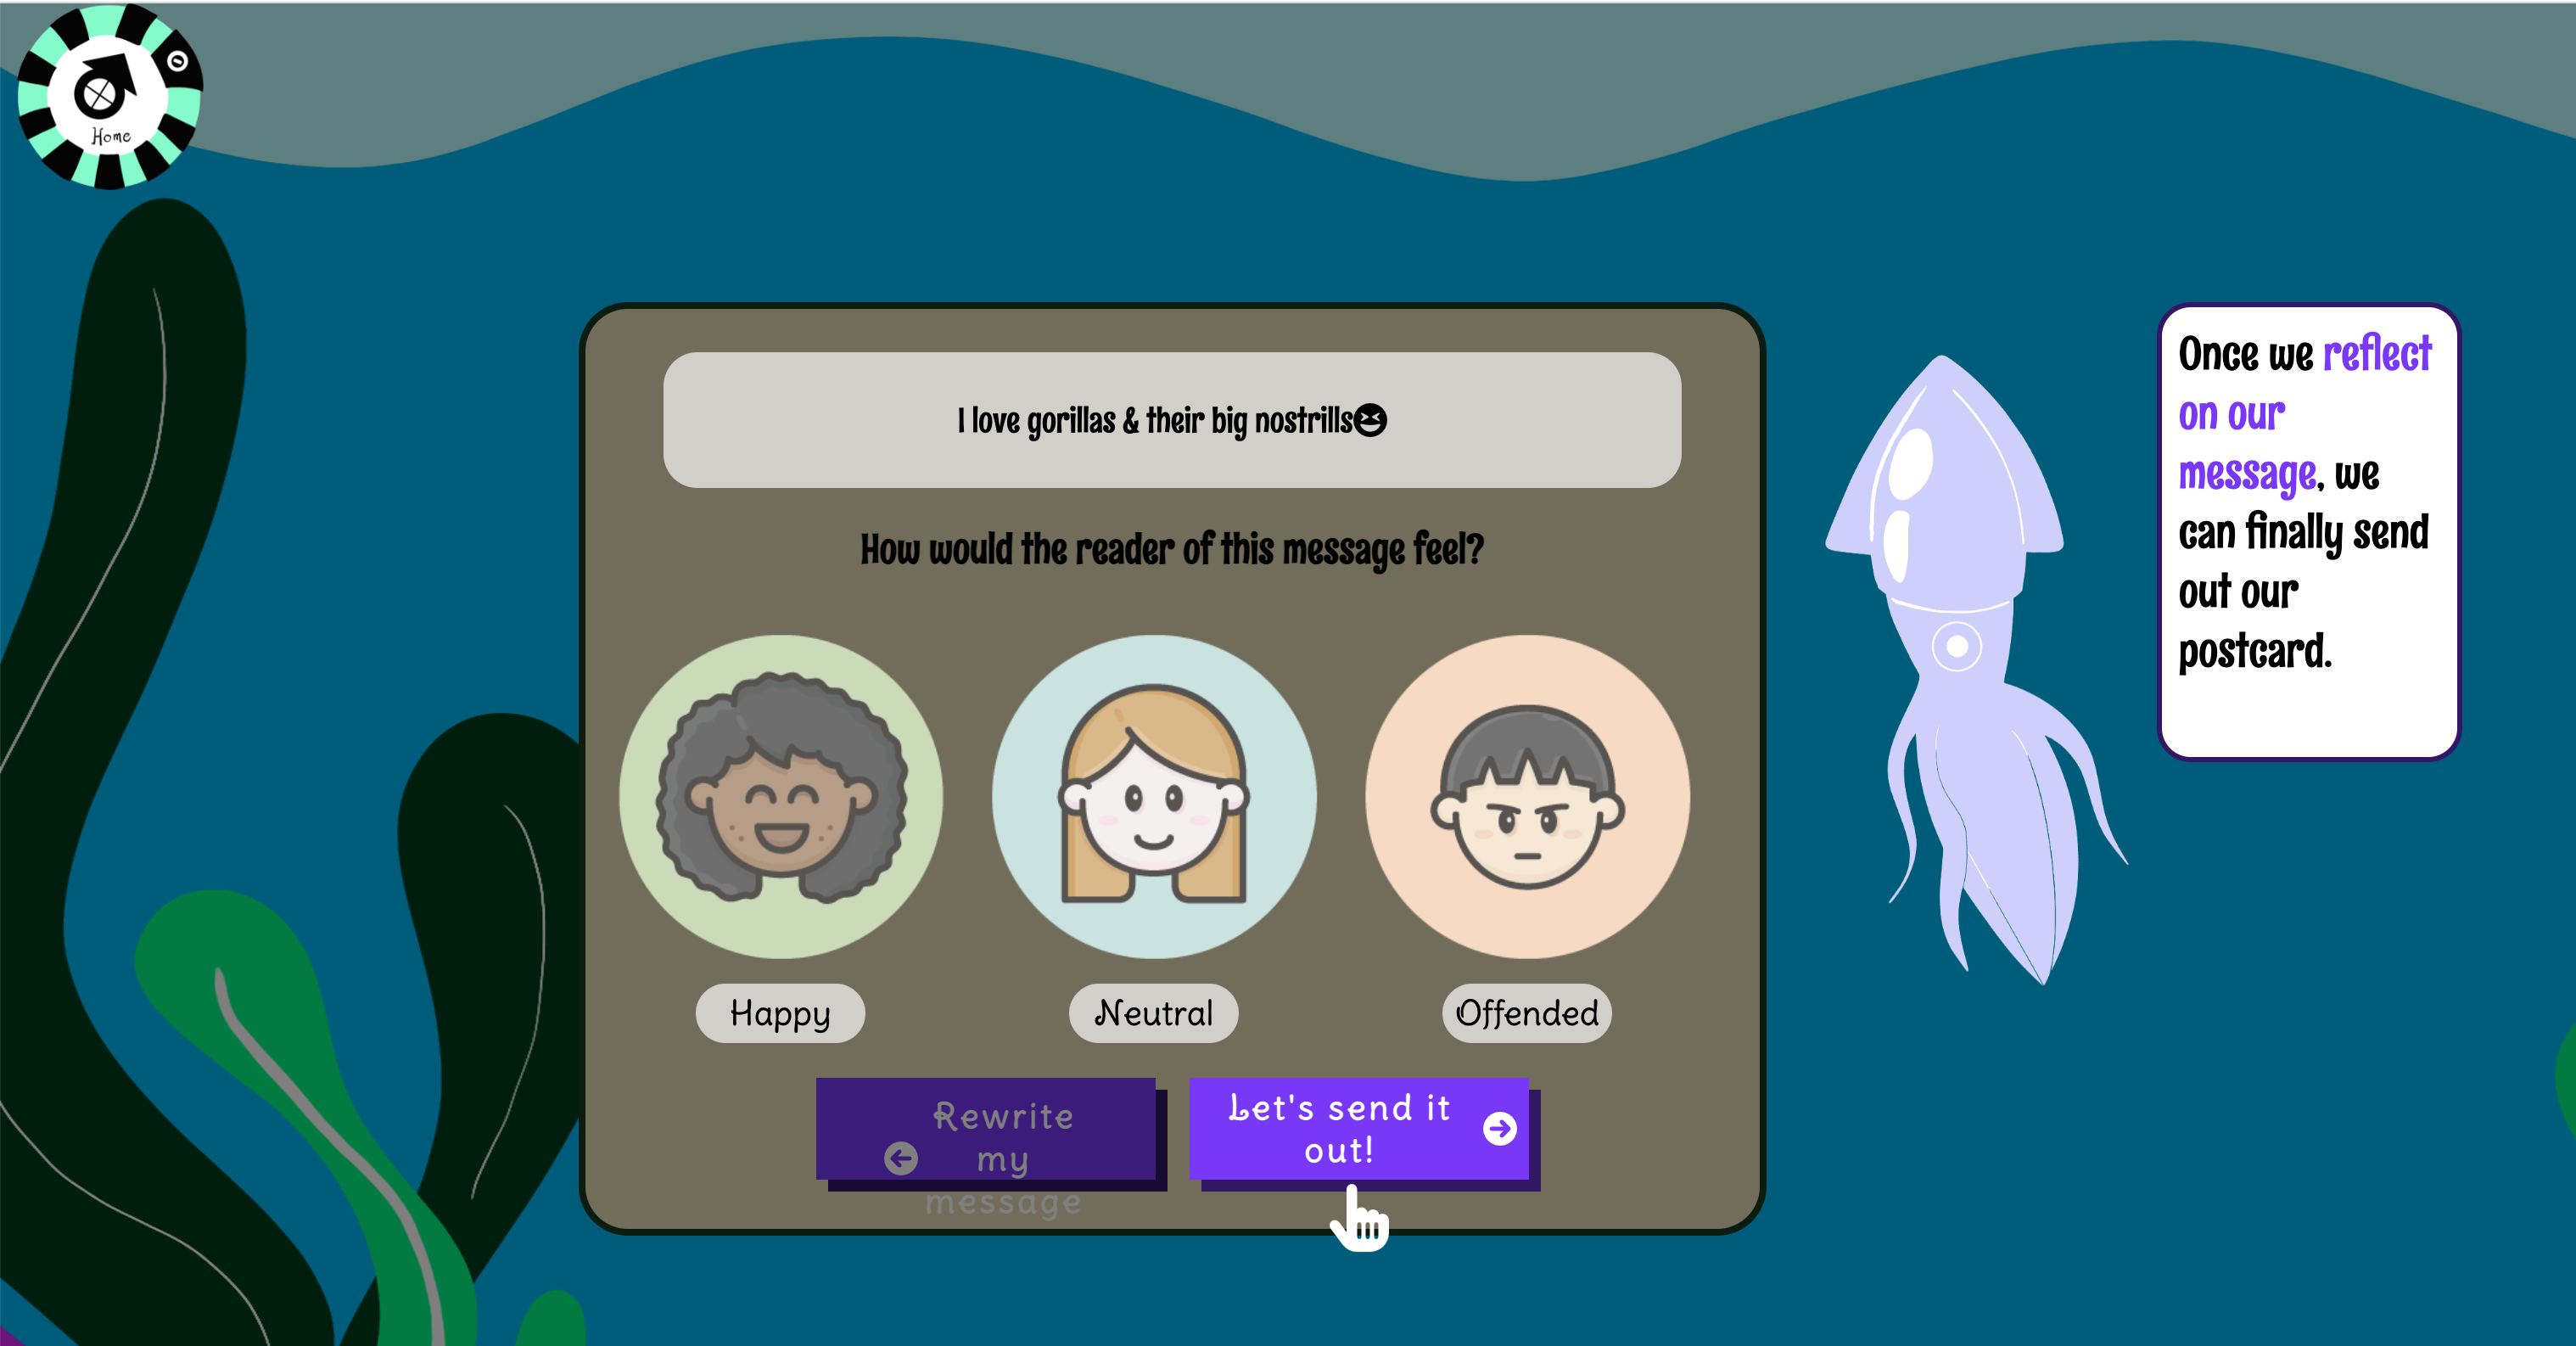 Home
I love gorillas & their big nostrills😆
How would the reader of this message feel?
Happy
Neutral
Offended
Rewrite
my
message
Let's send it
out!
Once we reflect
on our
message, we
can finally send
out our
postcard.